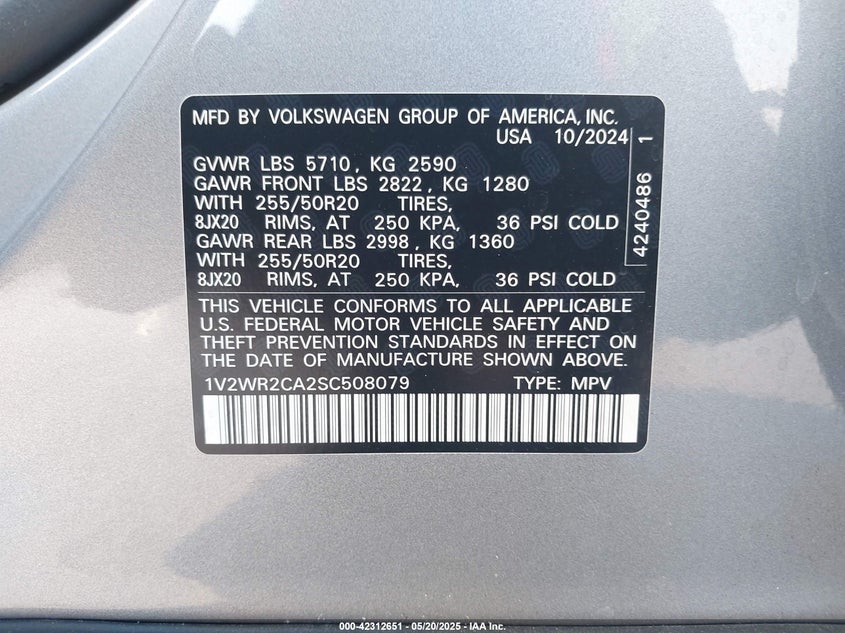 MFD BY VOLKSWAGEN GROUP OF AMERICA, INC.
USA 10/2024
GVWR LBS 5710, KG 2590
GAWR FRONT LBS 2822, KG 1280
WITH 255/50R20 TIRES,
8JX20 RIMS, AT 250 KPA, 36 PSI COLD
GAWR REAR LBS 2998, KG 1360
WITH 255/50R20 TIRES,
8JX20 RIMS, AT 250 KPA, 36 PSI COLD
4240486 1
THIS VEHICLE CONFORMS TO ALL APPLICABLE
U.S. FEDERAL MOTOR VEHICLE SAFETY AND
THEFT PREVENTION STANDARDS IN EFFECT ON
THE DATE OF MANUFACTURE SHOWN ABOVE.
1V2WR2CA2SC508079 TYPE: MPV
000-42312651 - 05/20/2025 - IAA Inc.